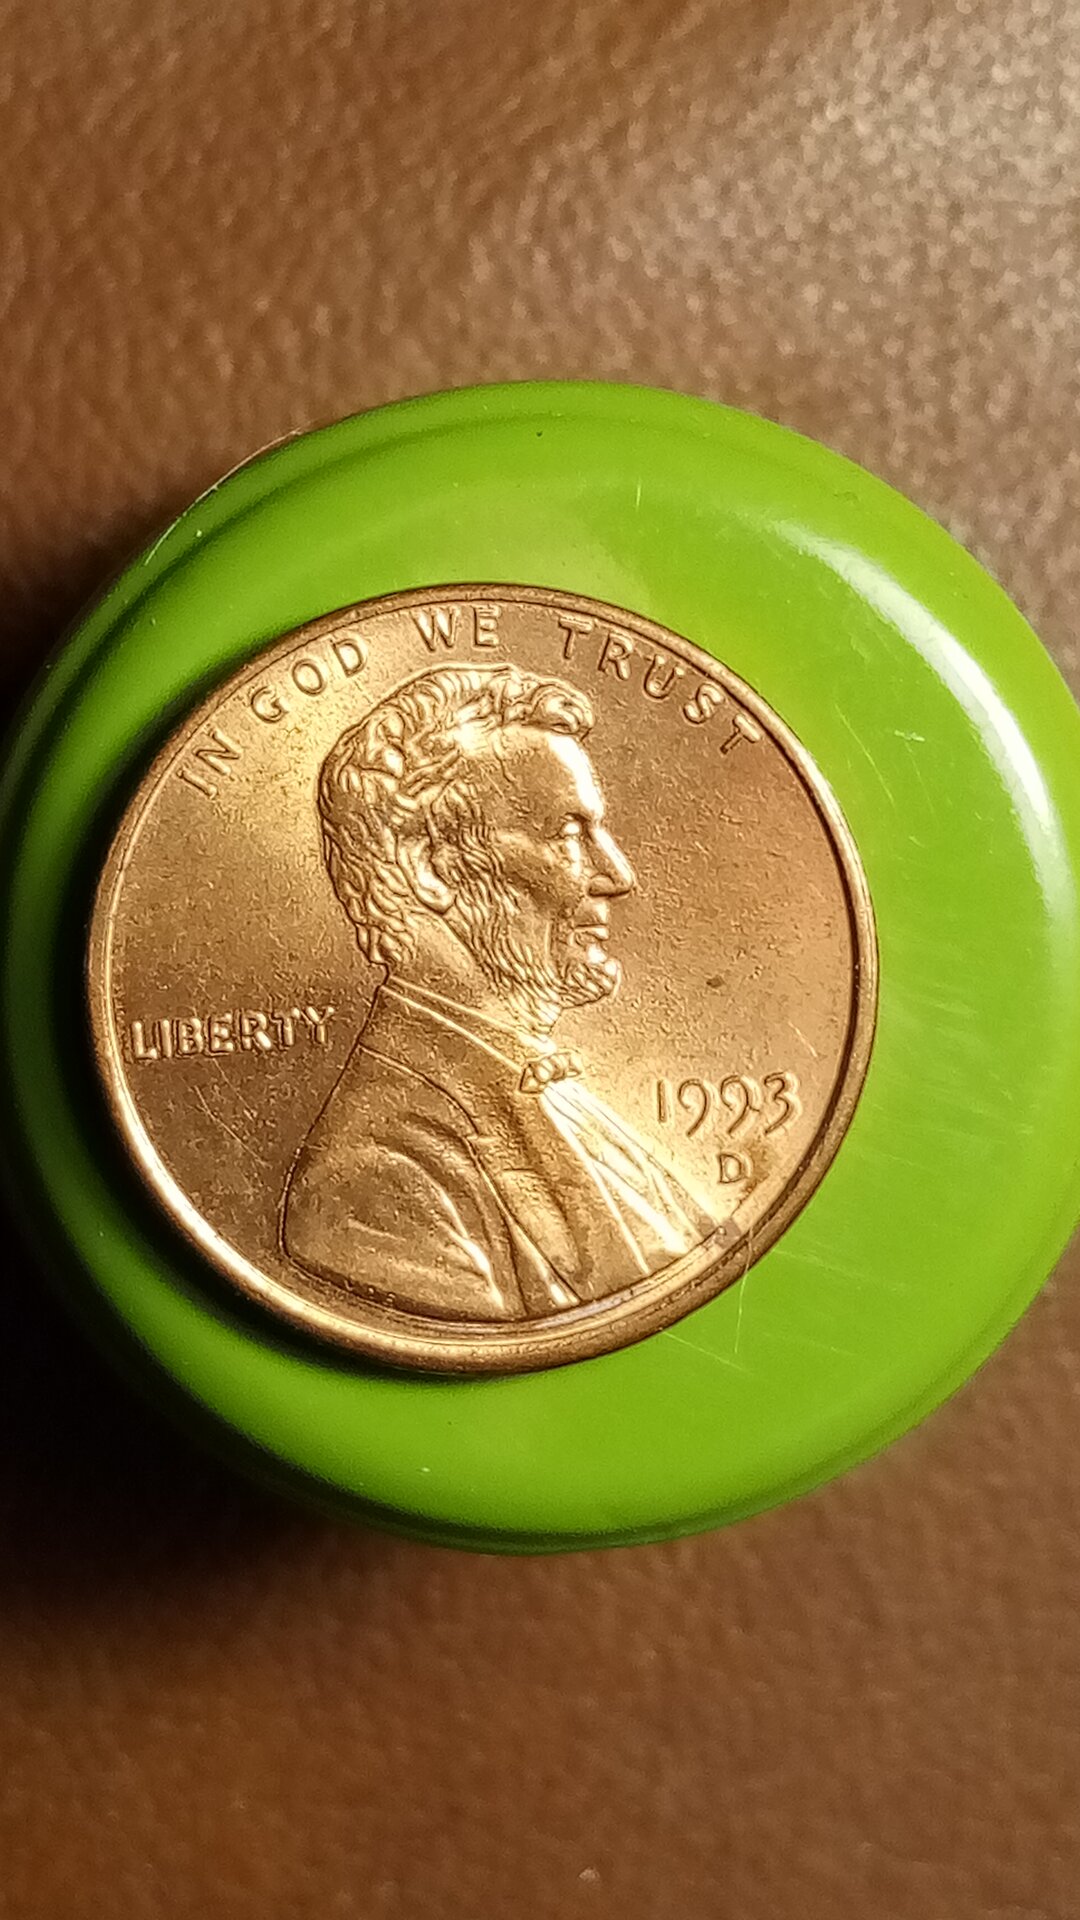 IN GOD WE TRUST
LIBERTY
1993
D